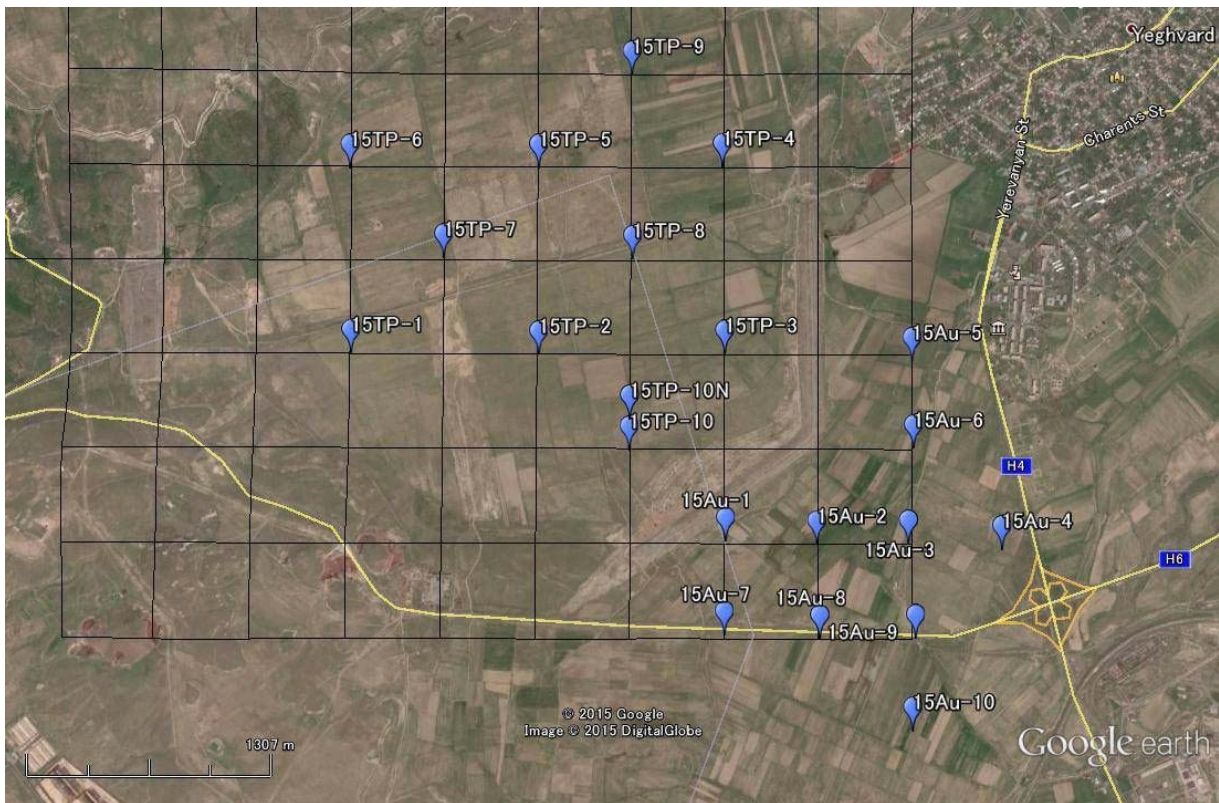 15TP-9
Yeghvard
15TP-6
15TP-5
15TP-4
Charents St
Yerevanyan St
15TP-7
15TP-8
15TP-1
15TP-2
15TP-3
15Au-5
15TP-10N
15TP-10
15Au-6
H4
15Au-1
15Au-2
15Au-3
15Au-4
H6
15Au-7
15Au-8
15Au-9
15Au-10
© 2015 Google
Image © 2015 DigitalGlobe
1307 m
Google earth